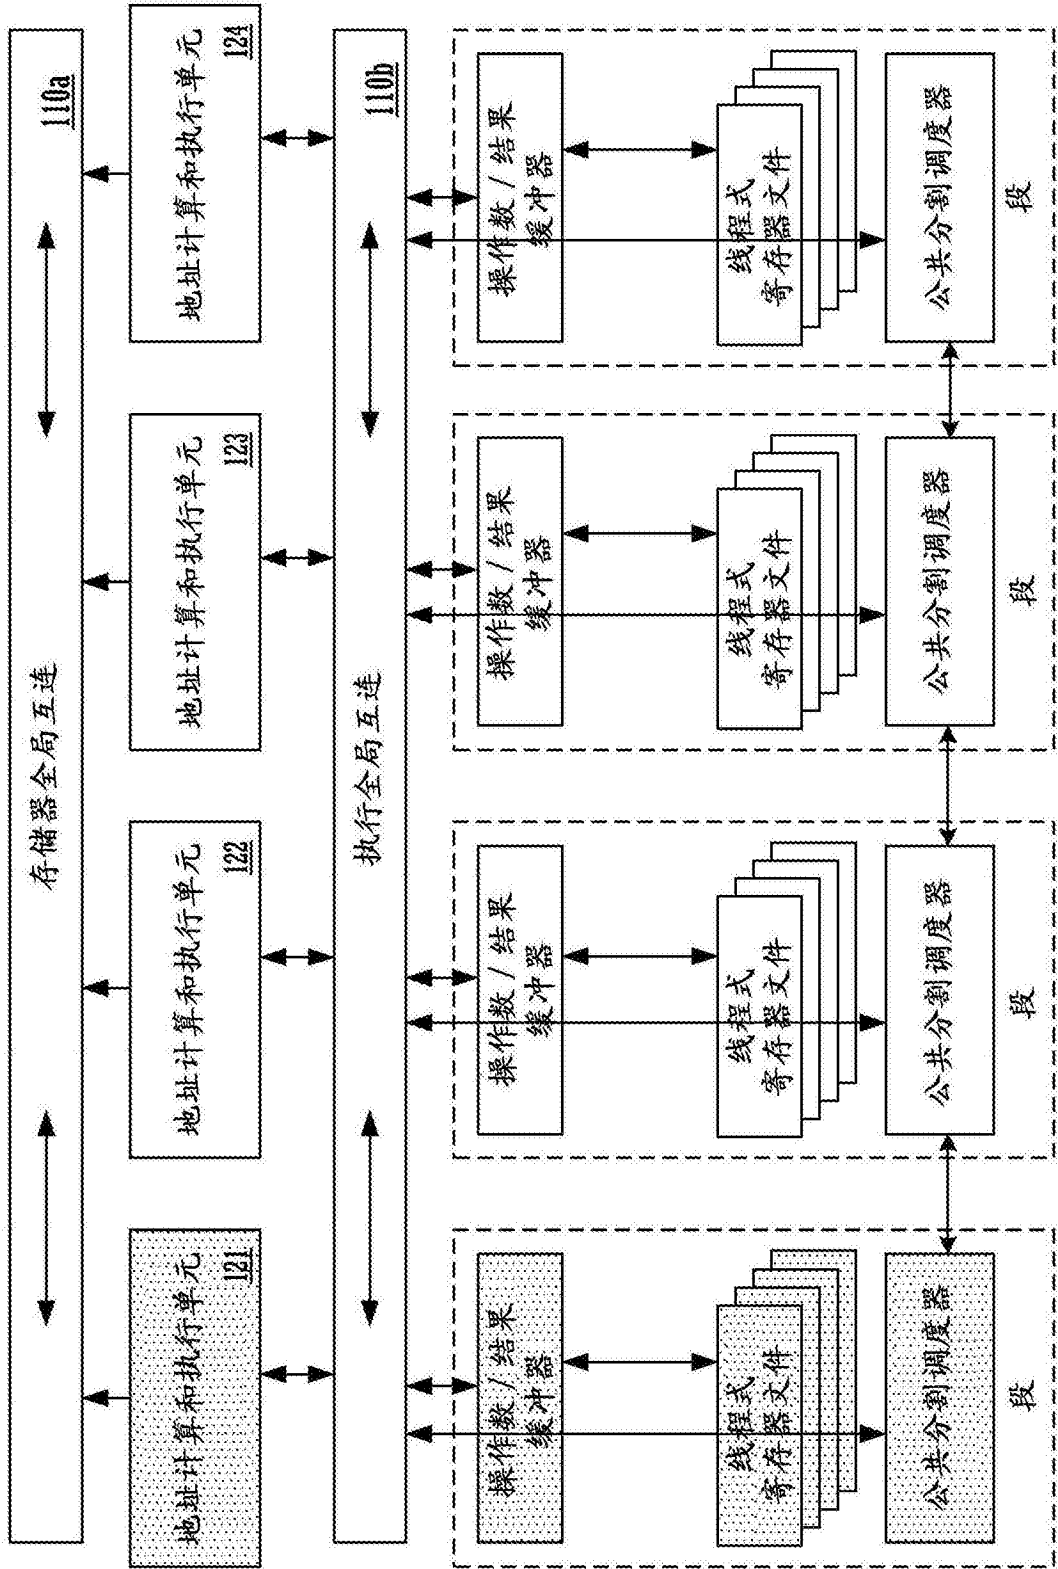 存储器全局互连
110a
地址计算和执行单元
121
地址计算和执行单元
122
地址计算和执行单元
123
地址计算和执行单元
124
执行全局互连
110b
操作数/结果
缓冲器
操作数/结果
缓冲器
操作数/结果
缓冲器
操作数/结果
缓冲器
线程式
寄存器文件
线程式
寄存器文件
线程式
寄存器文件
线程式
寄存器文件
公共分割调度器
公共分割调度器
公共分割调度器
公共分割调度器
段
段
段
段